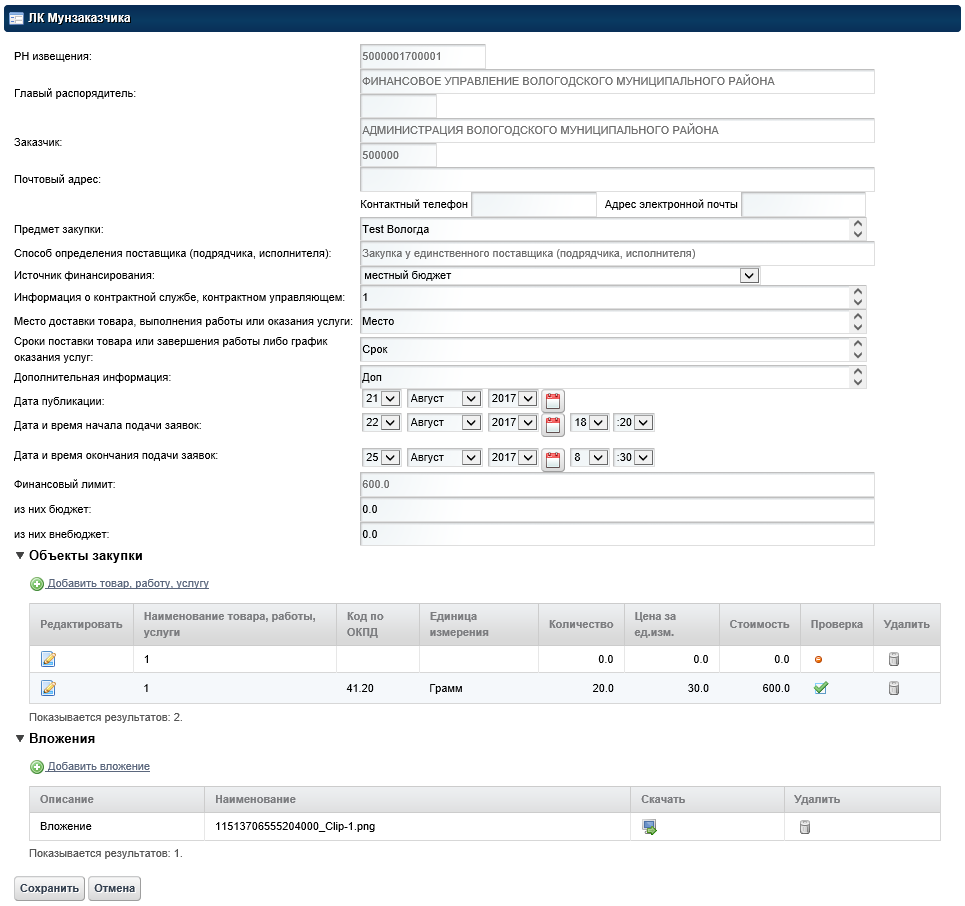 ЛК Мунзаказчика
РН извещения: 5000001700001
ФИНАНСОВОЕ УПРАВЛЕНИЕ ВОЛОГОДСКОГО МУНИЦИПАЛЬНОГО РАЙОНА
Главый распорядитель:
АДМИНИСТРАЦИЯ ВОЛОГОДСКОГО МУНИЦИПАЛЬНОГО РАЙОНА
Заказчик:
500000
Почтовый адрес:
Контактный телефон Адрес электронной почты
Предмет закупки: Test Вологда
Способ определения поставщика (подрядчика, исполнителя): Закупка у единственного поставщика (подрядчика, исполнителя)
Источник финансирования: местный бюджет
Информация о контрактной службе, контрактном управляющем: 1
Место доставки товара, выполнения работы или оказания услуги: Место
Сроки поставки товара или завершения работы либо график
оказания услуг: Срок
Дополнительная информация: Доп
Дата публикации: 21 Август 2017
Дата и время начала подачи заявок: 22 Август 2017 18 :20
Дата и время окончания подачи заявок: 25 Август 2017 8 :30
Финансовый лимит: 600.0
из них бюджет: 0.0
из них внебюджет: 0.0
Объекты закупки
Добавить товар, работу, услугу
Редактировать Наименование товара, работы, услуги Код по ОКПД Единица измерения Количество Цена за ед.изм. Стоимость Проверка Удалить
1 0.0 0.0 0.0
1 41.20 Грамм 20.0 30.0 600.0
Показывается результатов: 2.
Вложения
Добавить вложение
Описание Наименование Скачать Удалить
Вложение 11513706555204000_Clip-1.png
Показывается результатов: 1.
Сохранить Отмена